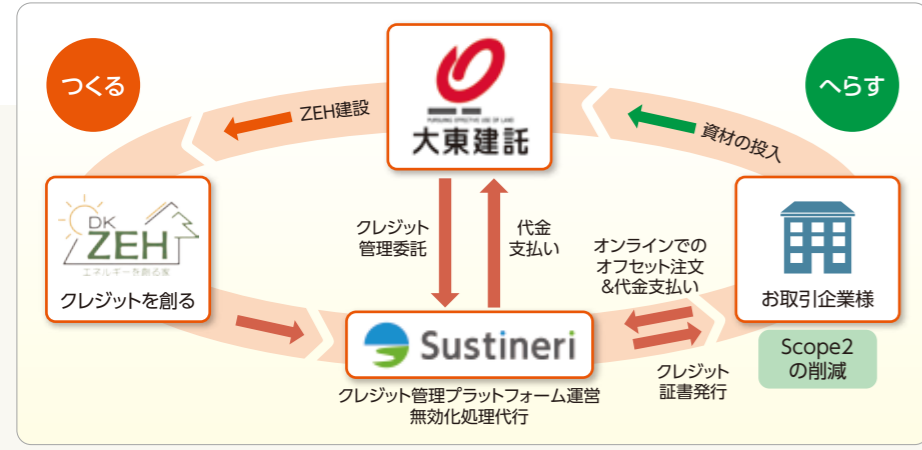 つくる
へらす
PURSUING EFFECTIVE USE OF LAND
大東建託
ZEH建設
資材の投入
DK
ZEH
エネルギーを創る家
クレジットを創る
クレジット
管理委託
代金
支払い
オンラインでの
オフセット注文
&代金支払い
お取引企業様
Sustineri
クレジット管理プラットフォーム運営
無効化処理代行
クレジット
証書発行
Scope2
の削減